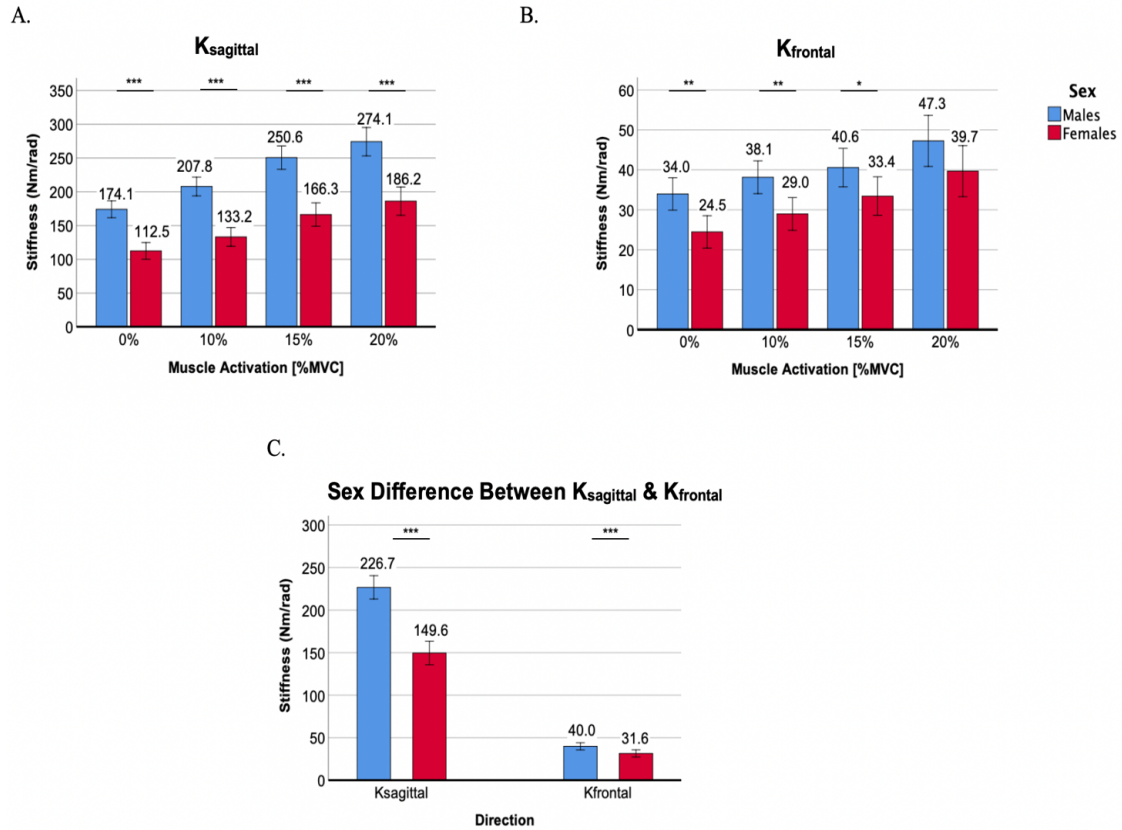 A.
Ksagittal
*** *** *** ***
350
300
250
200
150
100
50
0
Stiffness (Nm/rad)
174.1 112.5 207.8 133.2 250.6 166.3 274.1 186.2
0% 10% 15% 20%
Muscle Activation [%MVC]
B.
Kfrontal
** ** *
60
50
40
30
20
10
0
Stiffness (Nm/rad)
34.0 24.5 38.1 29.0 40.6 33.4 47.3 39.7
0% 10% 15% 20%
Muscle Activation [%MVC]
Sex
Males
Females
C.
Sex Difference Between Ksagittal & Kfrontal
*** ***
300
250
200
150
100
50
0
Stiffness (Nm/rad)
226.7 149.6 40.0 31.6
Ksagittal Kfrontal
Direction